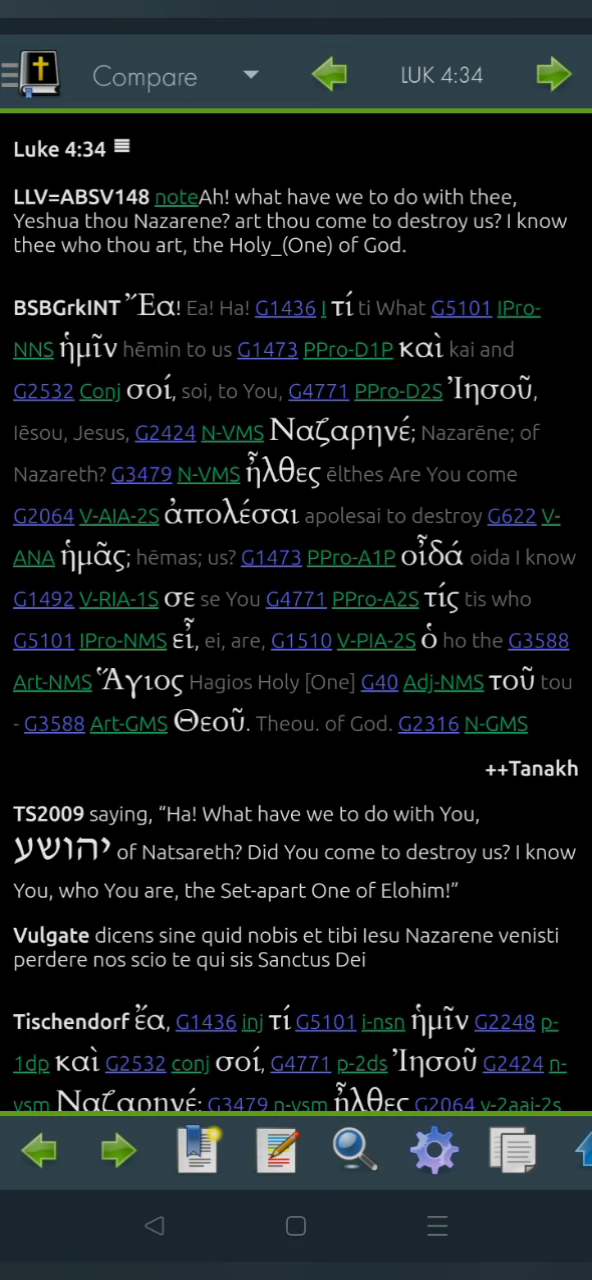 Compare
LUK 4:34
Luke 4:34
LLV=ABSV148 noteAh! what have we to do with thee,
Yeshua thou Nazarene? art thou come to destroy us? I know
thee who thou art, the Holy_(One) of God.
BSBGrkINT Ἔα! Ea! Ha! G1436 I τί ti What G5101 IPro-
NNS ἡμῖν hēmin to us G1473 PPro-D1P καὶ kai and
G2532 Conj σοί, soi, to You, G4771 PPro-D2S Ἰησοῦ,
Iēsou, Jesus, G2424 N-VMS Ναζαρηνέ; Nazarēne; of
Nazareth? G3479 N-VMS ἦλθες ēlthes Are You come
G2064 V-AIA-2S ἀπολέσαι apolesai to destroy G622 V-
ANA ἡμᾶς; hēmas; us? G1473 PPro-A1P οἶδά oida I know
G1492 V-RIA-1S σε se You G4771 PPro-A2S τίς tis who
G5101 IPro-NMS εἶ, ei, are, G1510 V-PIA-2S ὁ ho the G3588
Art-NMS Ἅγιος Hagios Holy [One] G40 Adj-NMS τοῦ tou
- G3588 Art-GMS Θεοῦ. Theou. of God. G2316 N-GMS
++Tanakh
TS2009 saying, “Ha! What have we to do with You,
יהושע of Natsareth? Did You come to destroy us? I know
You, who You are, the Set-apart One of Elohim!”
Vulgate dicens sine quid nobis et tibi Iesu Nazarene venisti
perdere nos scio te qui sis Sanctus Dei
Tischendorf ἔα, G1436 inj τί G5101 i-nsn ἡμῖν G2248 p-
1dp καὶ G2532 conj σοί, G4771 p-2ds Ἰησοῦ G2424 n-
vsm Ναζαρηνέ; G3479 n-vsm ἦλθες G2064 v-2aai-2s